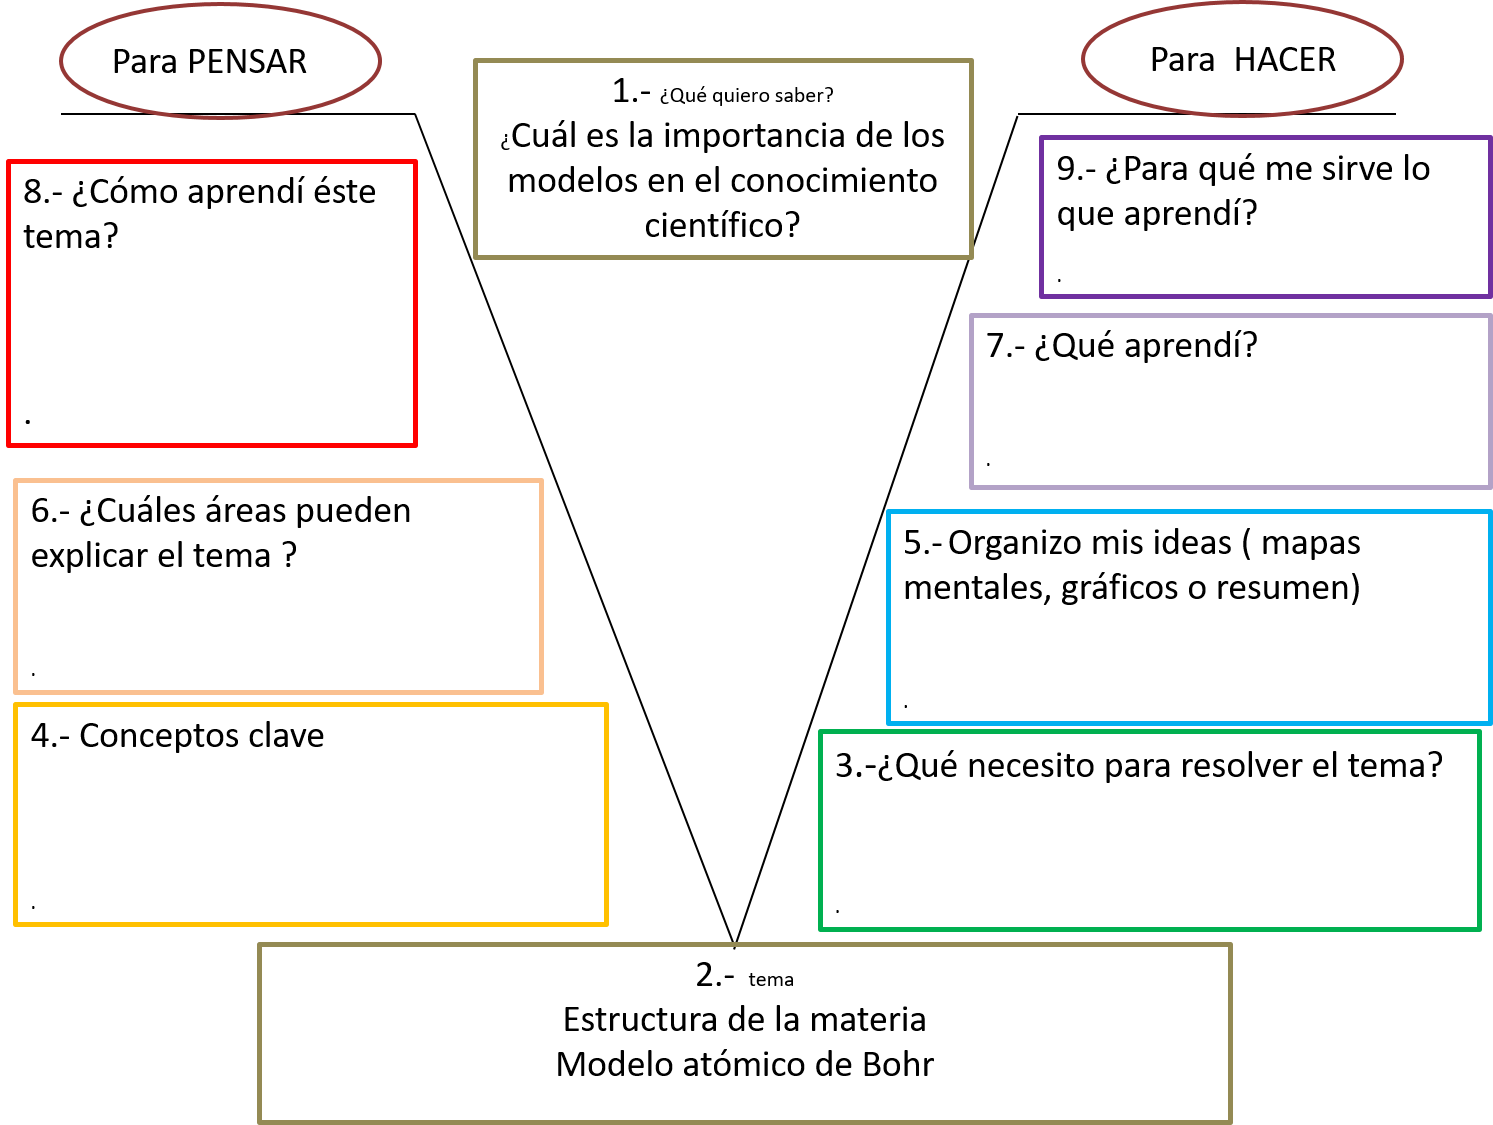 Para PENSAR
Para  HACER
1.- ¿Qué quiero saber?
¿Cuál es la importancia de los
modelos en el conocimiento
científico?
8.- ¿Cómo aprendí éste
tema?
.
9.- ¿Para qué me sirve lo
que aprendí?
.
7.- ¿Qué aprendí?
.
6.- ¿Cuáles áreas pueden
explicar el tema ?
.
5.- Organizo mis ideas ( mapas
mentales, gráficos o resumen)
.
4.- Conceptos clave
.
3.-¿Qué necesito para resolver el tema?
.
2.-  tema
Estructura de la materia
Modelo atómico de Bohr